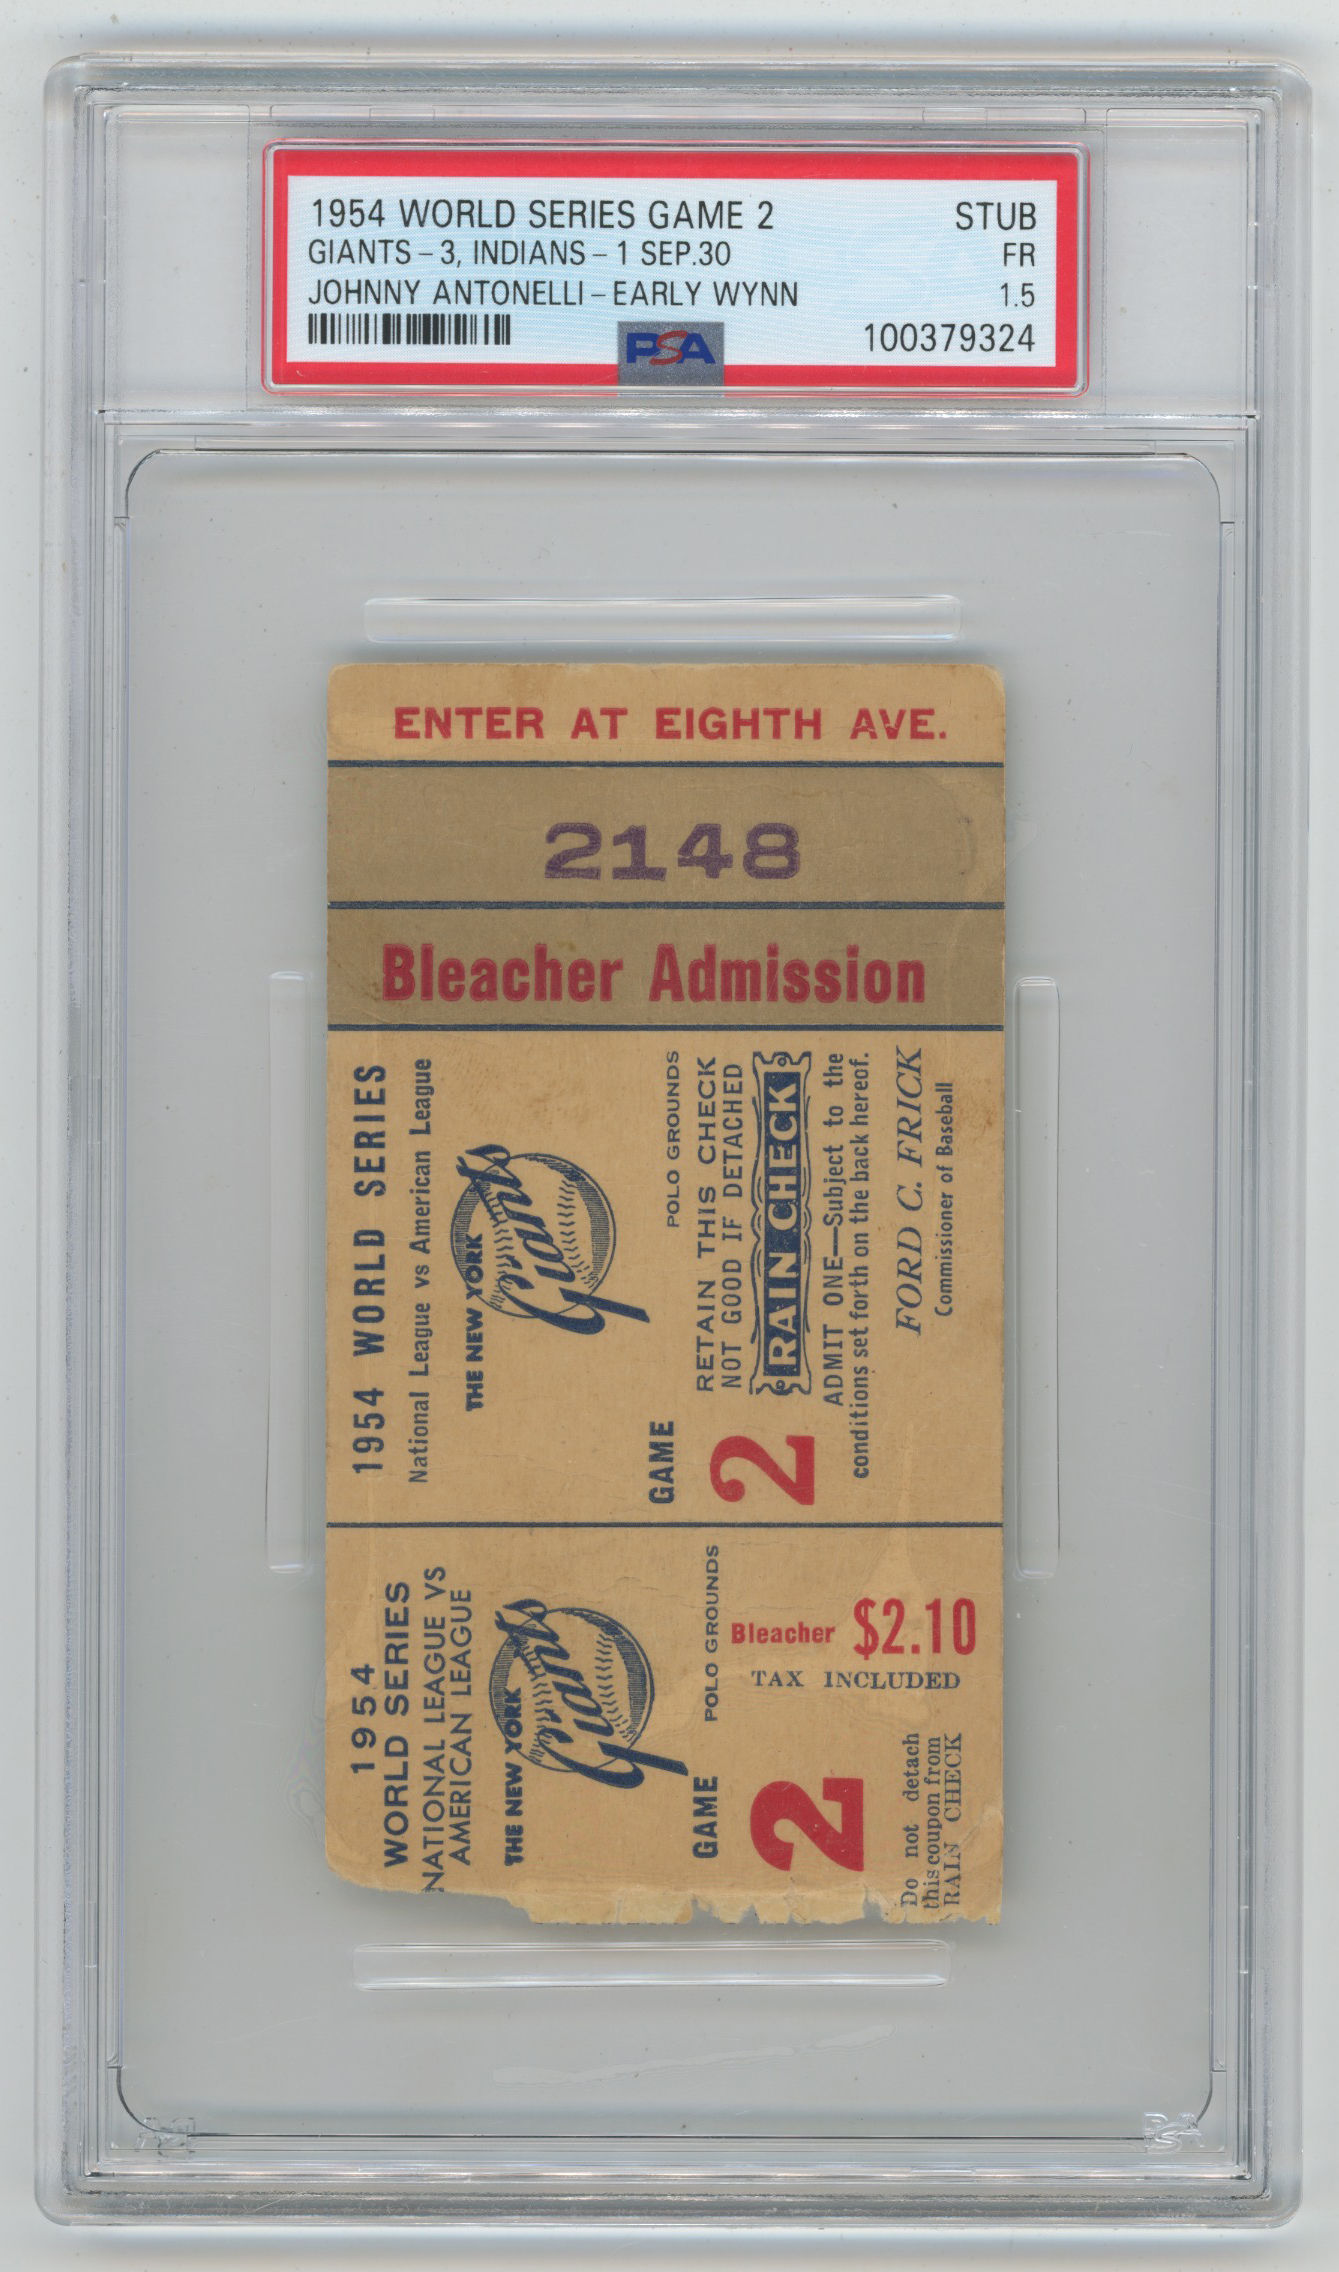 1954 WORLD SERIES GAME 2 STUB
GIANTS-3, INDIANS-1 SEP.30 FR
JOHNNY ANTONELLI-EARLY WYNN 1.5
PSA 100379324
ENTER AT EIGHTH AVE.
2148
Bleacher Admission
1954 WORLD SERIES
National League vs American League
THE NEW YORK
Giants
POLO GROUNDS
GAME
2
RETAIN THIS CHECK
NOT GOOD IF DETACHED
RAIN CHECK
ADMIT ONE—Subject to the
conditions set forth on the back hereof.
FORD C. FRICK
Commissioner of Baseball
1954
WORLD SERIES
NATIONAL LEAGUE VS
AMERICAN LEAGUE
THE NEW YORK
Giants
POLO GROUNDS
GAME
2
Bleacher $2.10
TAX INCLUDED
Do not detach
this coupon from
RAIN CHECK
PSA